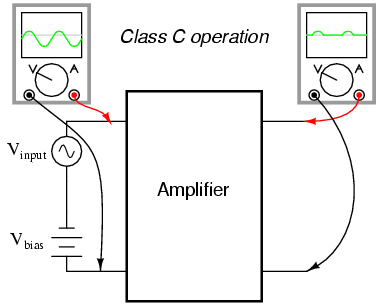 Class C operation
V A
V A
Vinput
Amplifier
Vbias